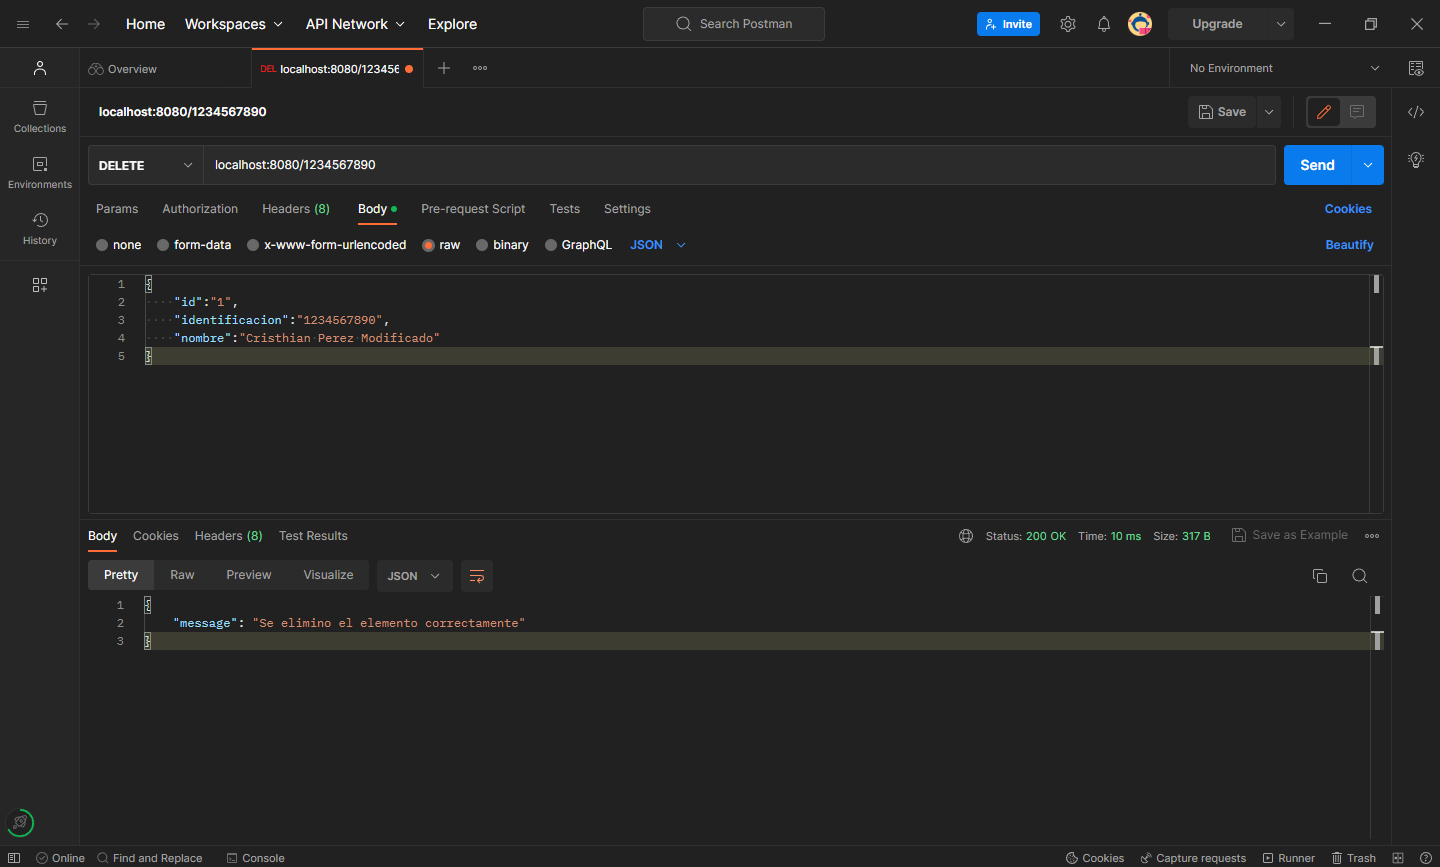 Home Workspaces API Network Explore Search Postman Invite Upgrade
Overview DEL localhost:8080/123456 No Environment
localhost:8080/1234567890 Save
Collections
Environments
History
DELETE localhost:8080/1234567890 Send
Params Authorization Headers (8) Body Pre-request Script Tests Settings Cookies
none form-data x-www-form-urlencoded raw binary GraphQL JSON Beautify
1 {
2 "id":"1",
3 "identificacion":"1234567890",
4 "nombre":"Cristhian Perez Modificado"
5 }
Body Cookies Headers (8) Test Results Status: 200 OK Time: 10 ms Size: 317 B Save as Example
Pretty Raw Preview Visualize JSON
1 {
2 "message": "Se elimino el elemento correctamente"
3 }
Online Find and Replace Console Cookies Capture requests Runner Trash